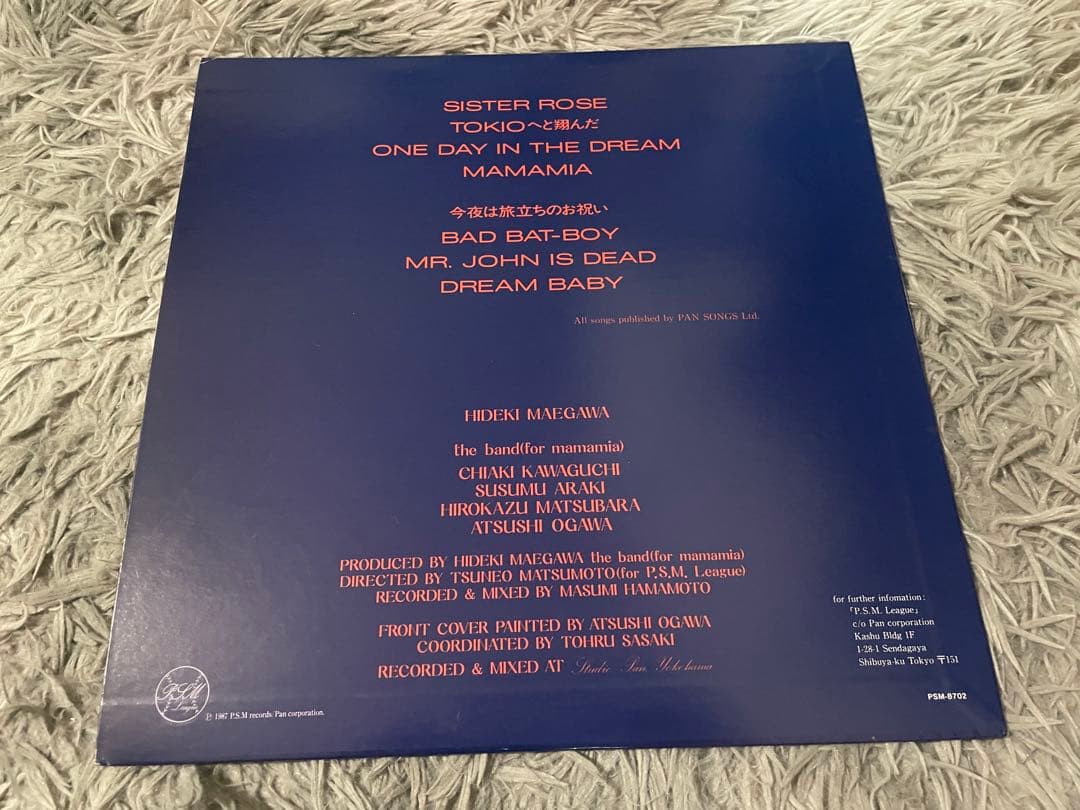 SISTER ROSE
TOKIOへと翔んだ
ONE DAY IN THE DREAM
MAMAMIA
今夜は旅立ちのお祝い
BAD BAT-BOY
MR. JOHN IS DEAD
DREAM BABY
All songs published by PAN SONGS Ltd.
HIDEKI MAEGAWA
the band(for mamamia)
CHIAKI KAWAGUCHI
SUSUMU ARAKI
HIROKAZU MATSUBARA
ATSUSHI OGAWA
PRODUCED BY HIDEKI MAEGAWA the band(for mamamia)
DIRECTED BY TSUNEO MATSUMOTO(for P.S.M. League)
RECORDED & MIXED BY MASUMI HAMAMOTO
FRONT COVER PAINTED BY ATSUSHI OGAWA
COORDINATED BY TOHRU SASAKI
RECORDED & MIXED AT Studio Pan, Yokohama
for further infomation:
「P.S.M. League」
c/o Pan corporation
Kashu Bldg 1F
1-28-1 Sendagaya
Shibuya-ku Tokyo 〒151
PSM-8702
P.S.M
League
Ⓟ 1987 P.S.M records/Pan corporation.